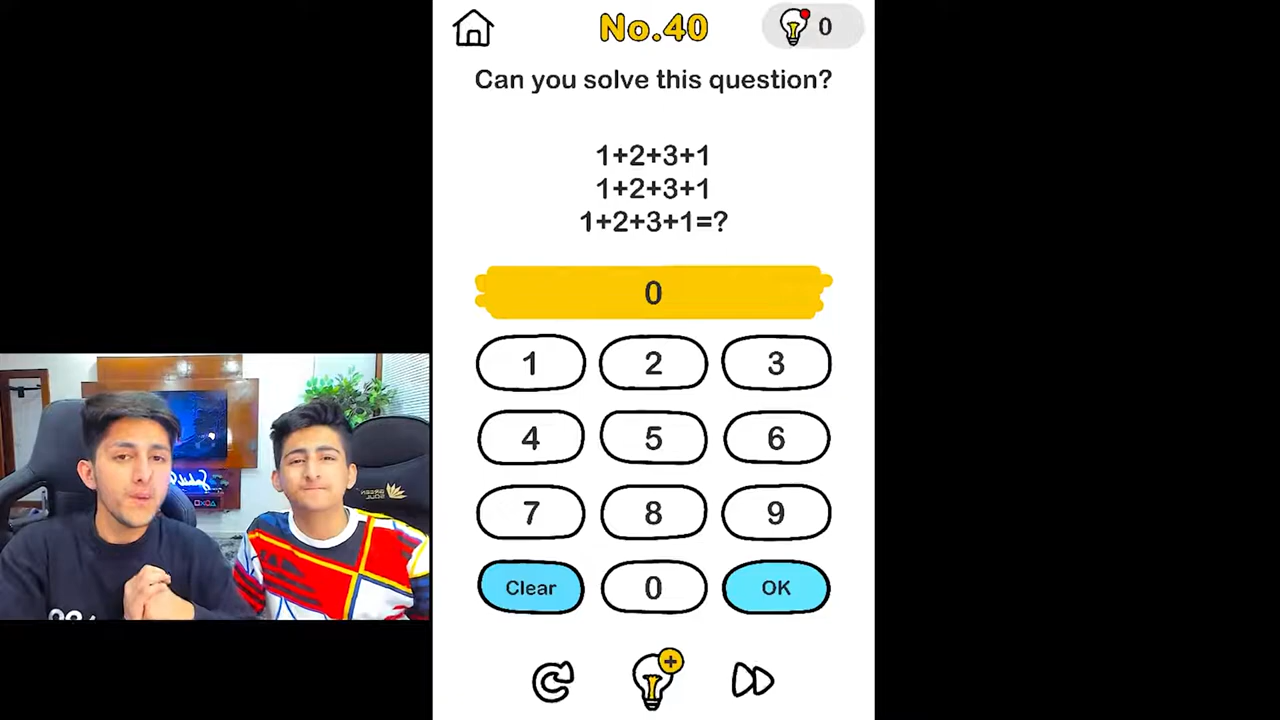 No.40
0
Can you solve this question?
1+2+3+1
1+2+3+1
1+2+3+1=?
0
1 2 3
4 5 6
7 8 9
Clear 0 OK